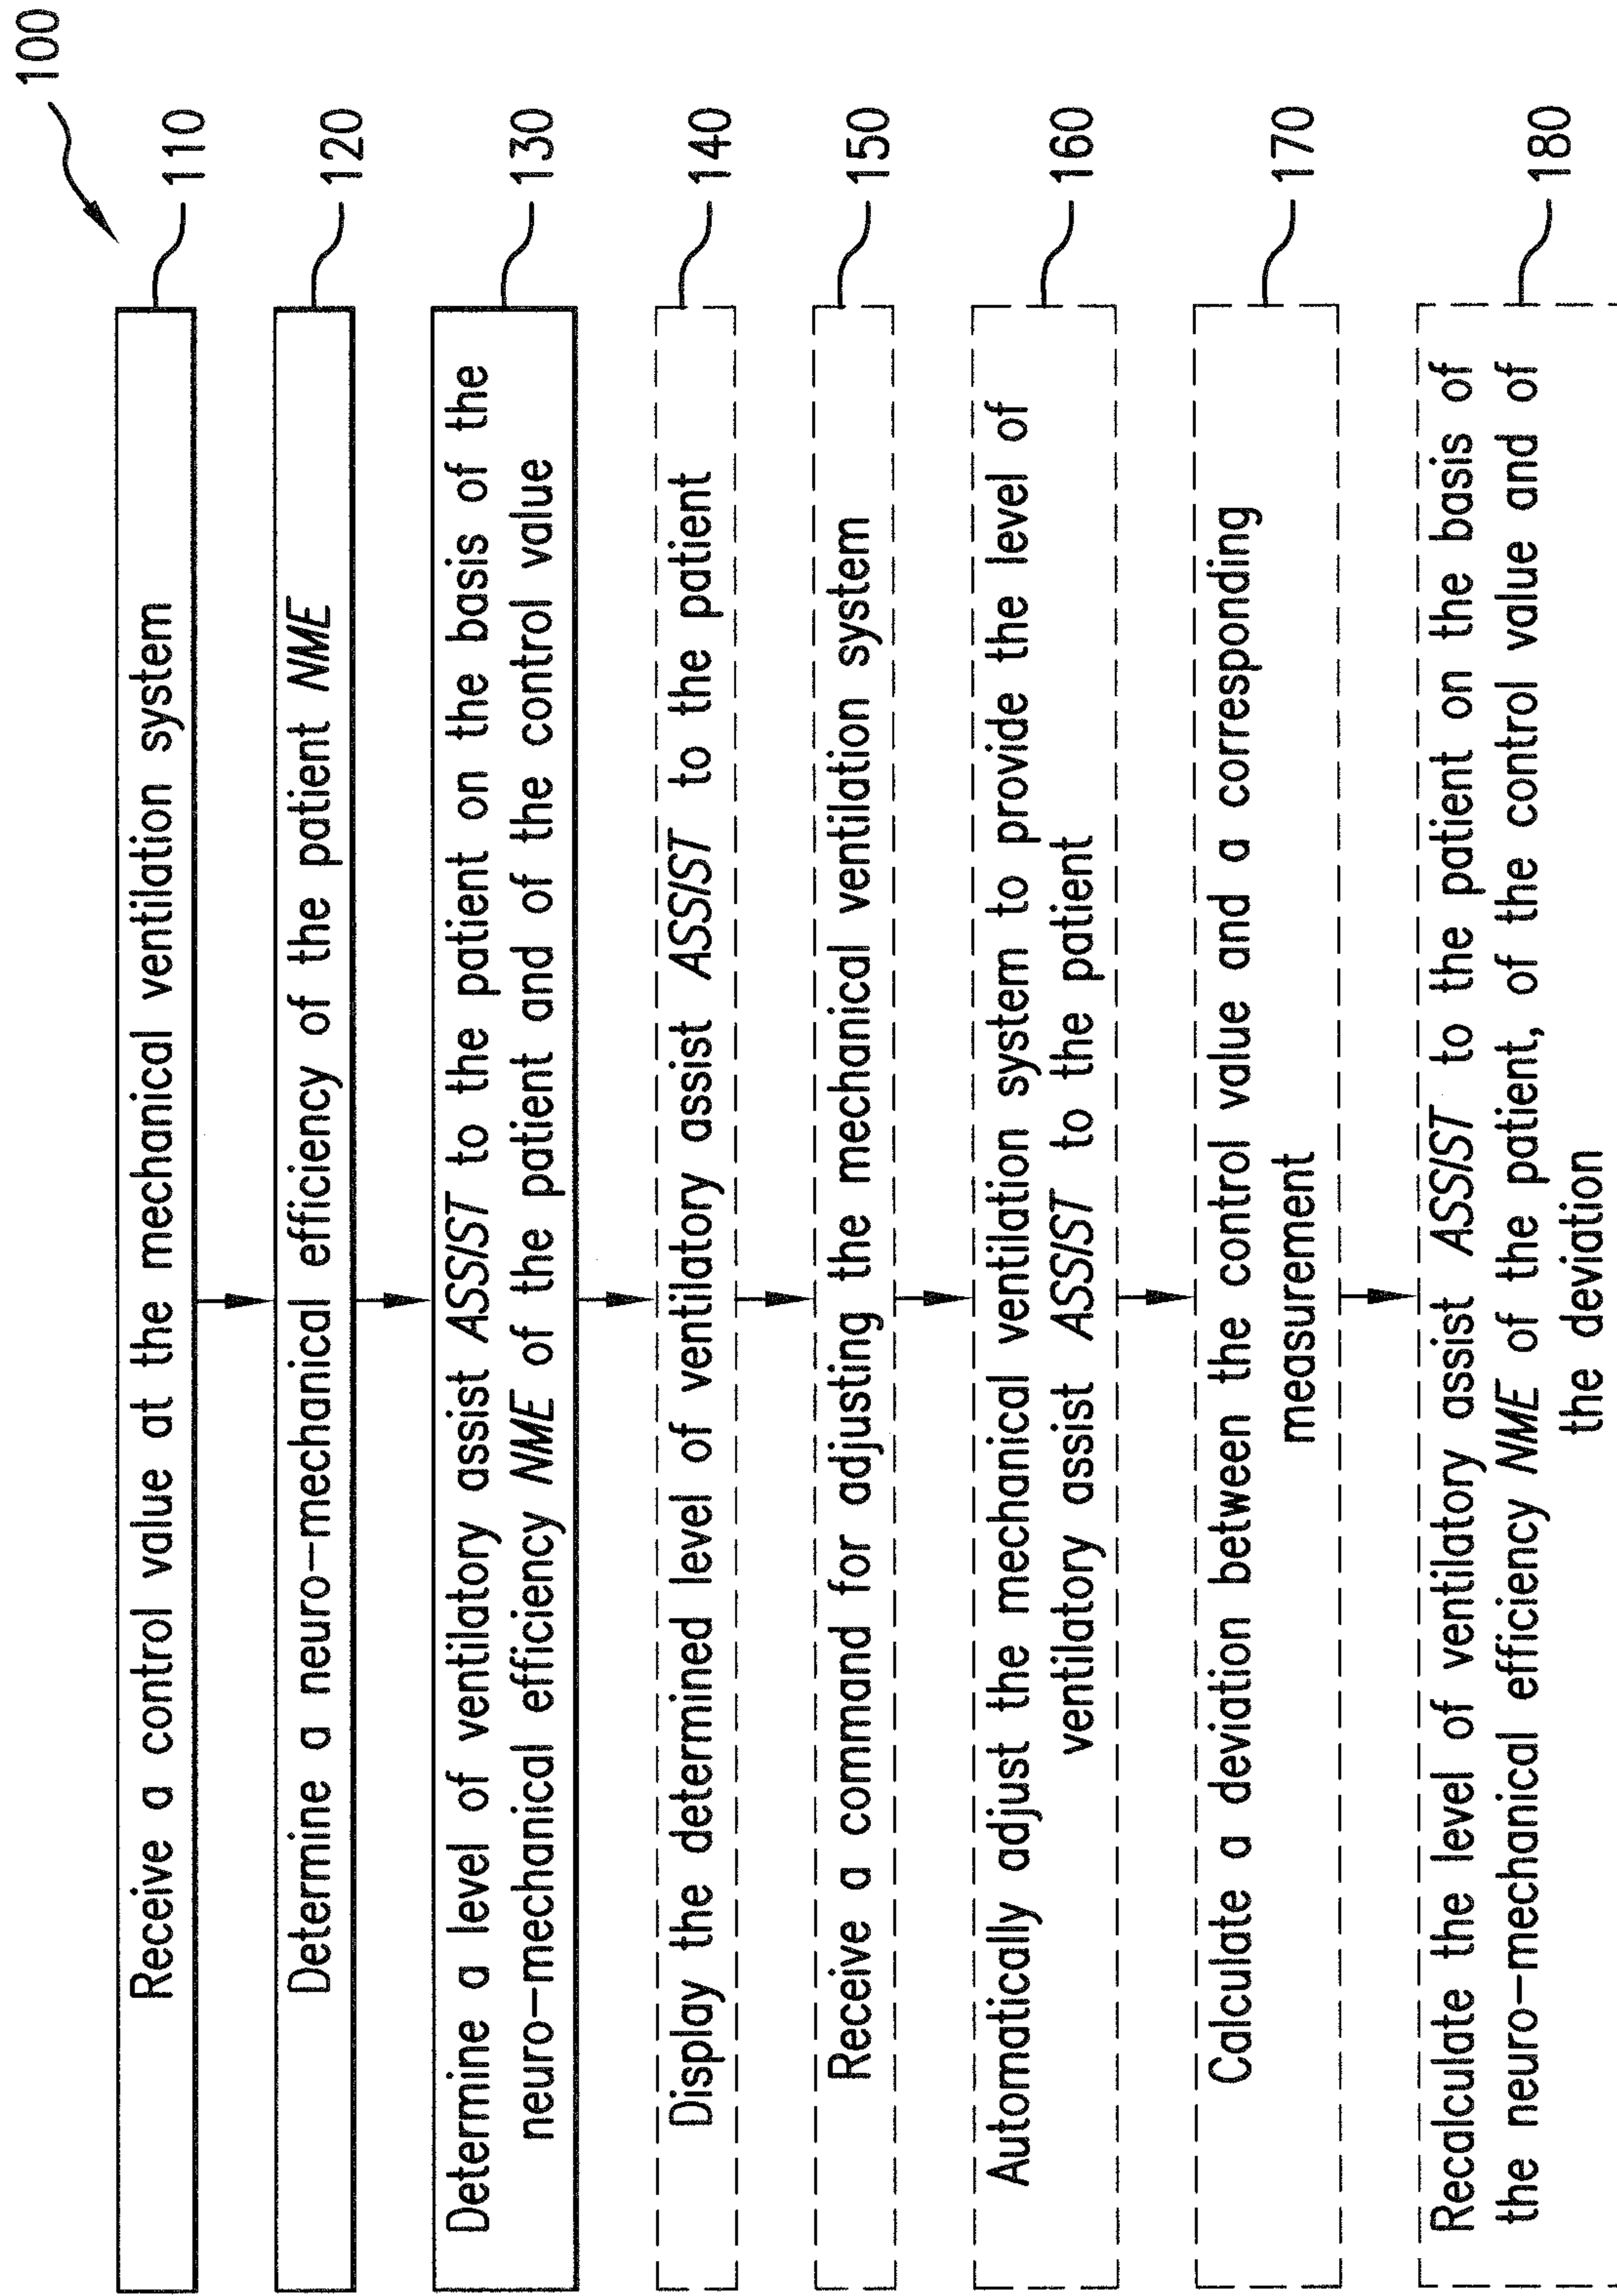 100
Receive a control value at the mechanical ventilation system
110
Determine a neuro-mechanical efficiency of the patient NME
120
Determine a level of ventilatory assist ASSIST to the patient on the basis of the
neuro-mechanical efficiency NME of the patient and of the control value
130
Display the determined level of ventilatory assist ASSIST to the patient
140
Receive a command for adjusting the mechanical ventilation system
150
Automatically adjust the mechanical ventilation system to provide the level of
ventilatory assist ASSIST to the patient
160
Calculate a deviation between the control value and a corresponding
measurement
170
Recalculate the level of ventilatory assist ASSIST to the patient on the basis of
the neuro-mechanical efficiency NME of the patient, of the control value and of
the deviation
180